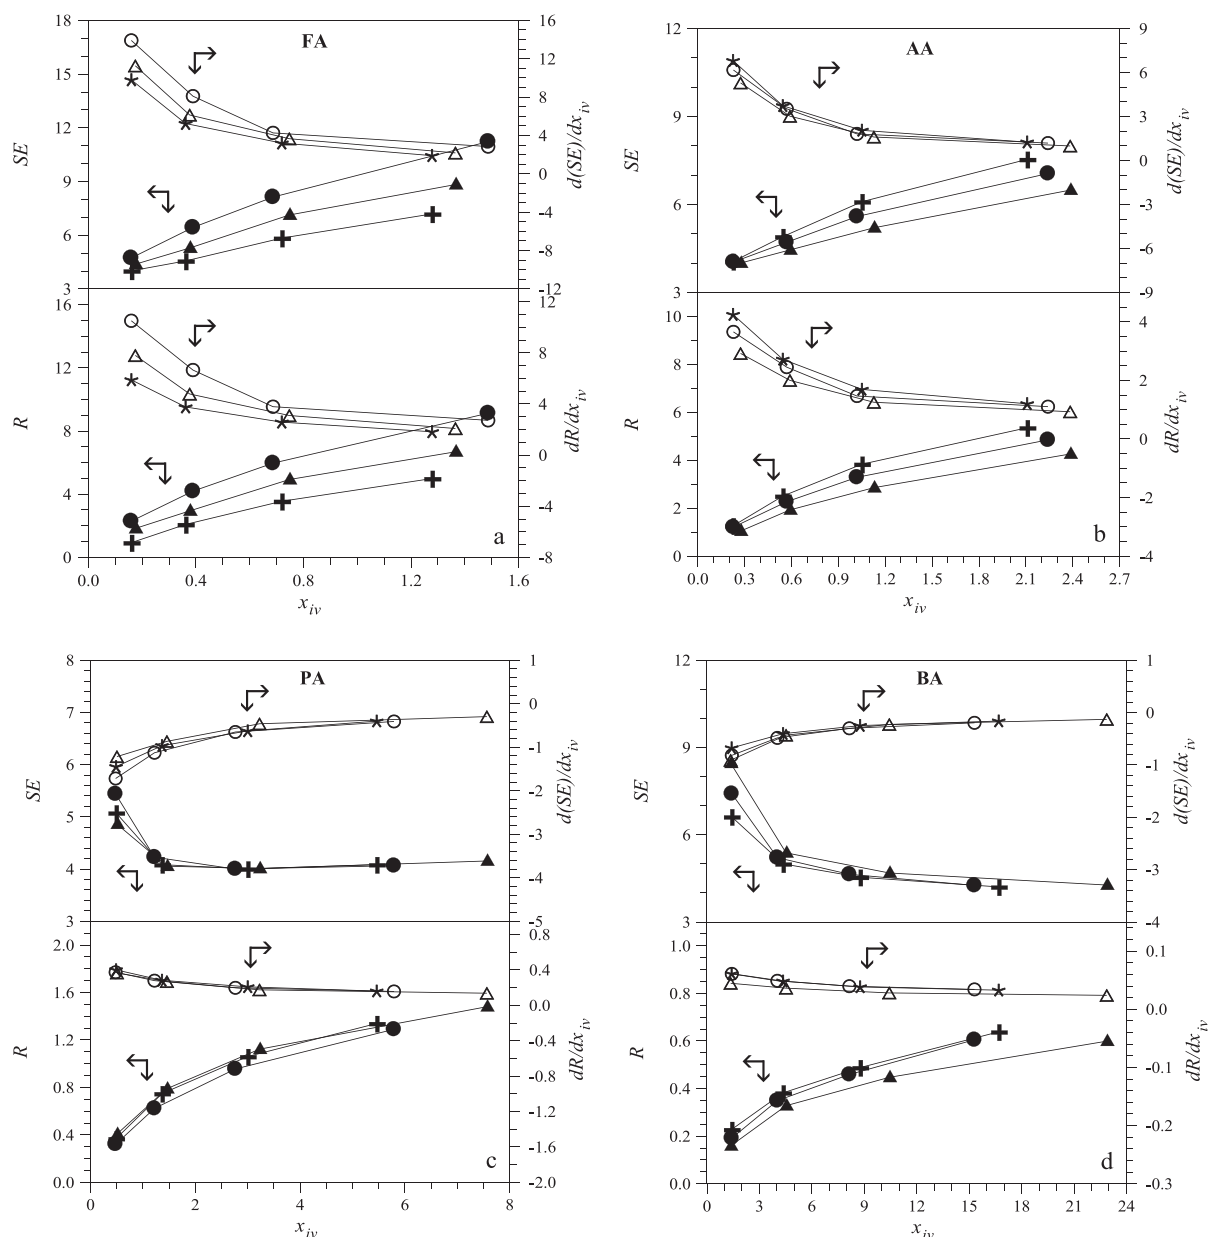 FA
SE
18
15
12
9
6
3
16
12
8
4
0
-4
-8
-12
d(SE)/dx_iv
R
16
12
8
4
0
12
8
4
0
-4
-8
dR/dx_iv
a
0.0 0.4 0.8 1.2 1.6
x_iv
AA
SE
12
9
6
3
9
6
3
0
-3
-6
-9
d(SE)/dx_iv
R
10
8
6
4
2
0
4
2
0
-2
-4
dR/dx_iv
b
0.0 0.3 0.6 0.9 1.2 1.5 1.8 2.1 2.4 2.7
x_iv
PA
SE
8
7
6
5
4
3
1
0
-1
-2
-3
-4
-5
d(SE)/dx_iv
R
2.0
1.6
1.2
0.8
0.4
0.0
0.8
0.4
0.0
-0.4
-0.8
-1.2
-1.6
-2.0
dR/dx_iv
c
0 2 4 6 8
x_iv
BA
SE
12
9
6
3
1
0
-1
-2
-3
-4
d(SE)/dx_iv
R
1.0
0.8
0.6
0.4
0.2
0.0
0.1
0.0
-0.1
-0.2
-0.3
dR/dx_iv
d
0 3 6 9 12 15 18 21 24
x_iv